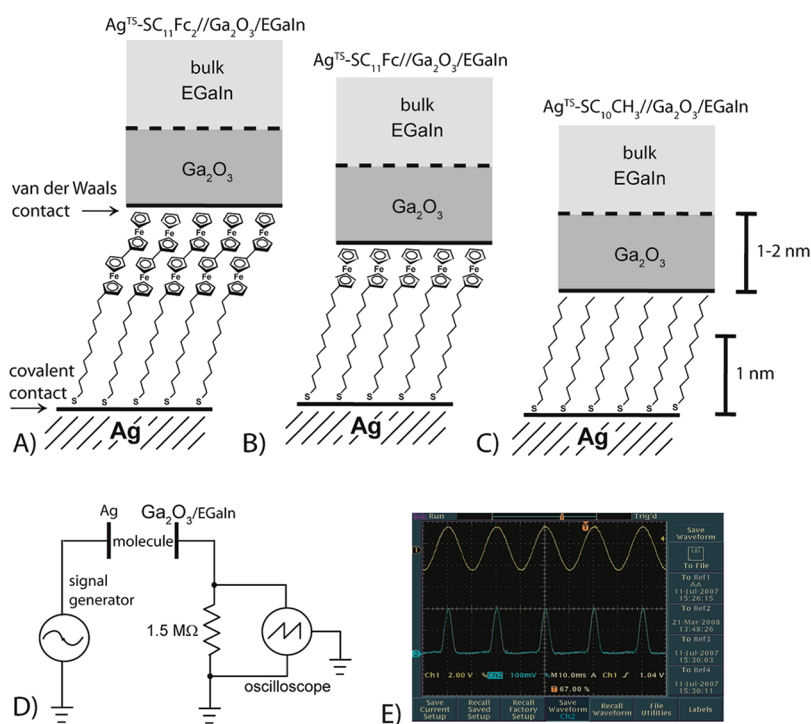 Ag^TS-SC₁₁Fc₂//Ga₂O₃/EGaIn
bulk
EGaIn
Ga₂O₃
van der Waals
contact
Fe Fe Fe Fe Fe
Fe Fe Fe Fe Fe
covalent
contact
S S S S S
Ag
A)
Ag^TS-SC₁₁Fc//Ga₂O₃/EGaIn
bulk
EGaIn
Ga₂O₃
Fe Fe Fe Fe Fe
S S S S S
Ag
B)
Ag^TS-SC₁₀CH₃//Ga₂O₃/EGaIn
bulk
EGaIn
Ga₂O₃
1-2 nm
1 nm
S S S S S S
Ag
C)
Ag
Ga₂O₃/EGaIn
molecule
signal
generator
1.5 MΩ
oscilloscope
D)
Tek Run
Trig'd
T
1
2
Ch1 2.00 V Ch2 100mV M 10.0ms A Ch1 1.04 V
T 67.00 %
Save
Waveform
To File
To Ref1
AA
11-Jul-2007
15:26:15
To Ref2
21-Mar-2008
13:48:26
To Ref3
11-Jul-2007
15:30:03
To Ref4
11-Jul-2007
15:30:11
Save
Current
Setup
Recall
Saved
Setup
Recall
Factory
Setup
Save
Waveform
Ch2
Recall
Waveform
File
Utilities
Labels
E)